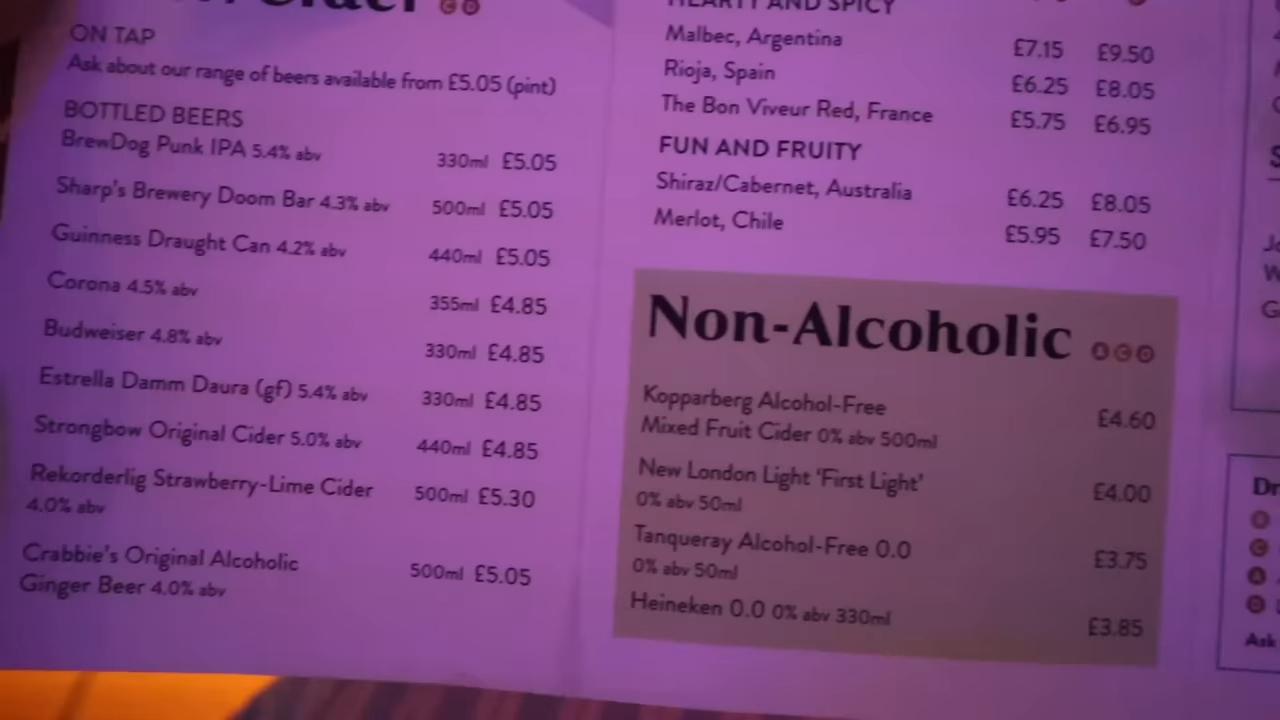 Cider
ON TAP
Ask about our range of beers available from £5.05 (pint)
BOTTLED BEERS
BrewDog Punk IPA 5.4% abv 330ml £5.05
Sharp's Brewery Doom Bar 4.3% abv 500ml £5.05
Guinness Draught Can 4.2% abv 440ml £5.05
Corona 4.5% abv 355ml £4.85
Budweiser 4.8% abv 330ml £4.85
Estrella Damm Daura (gf) 5.4% abv 330ml £4.85
Strongbow Original Cider 5.0% abv 440ml £4.85
Rekorderlig Strawberry-Lime Cider 500ml £5.30
4.0% abv
Crabbie's Original Alcoholic 500ml £5.05
Ginger Beer 4.0% abv
HEARTY AND SPICY
Malbec, Argentina £7.15 £9.50
Rioja, Spain £6.25 £8.05
The Bon Viveur Red, France £5.75 £6.95
FUN AND FRUITY
Shiraz/Cabernet, Australia £6.25 £8.05
Merlot, Chile £5.95 £7.50
Non-Alcoholic A C D
Kopparberg Alcohol-Free £4.60
Mixed Fruit Cider 0% abv 500ml
New London Light 'First Light' £4.00
0% abv 50ml
Tanqueray Alcohol-Free 0.0 £3.75
0% abv 50ml
Heineken 0.0 0% abv 330ml £3.85
Ask